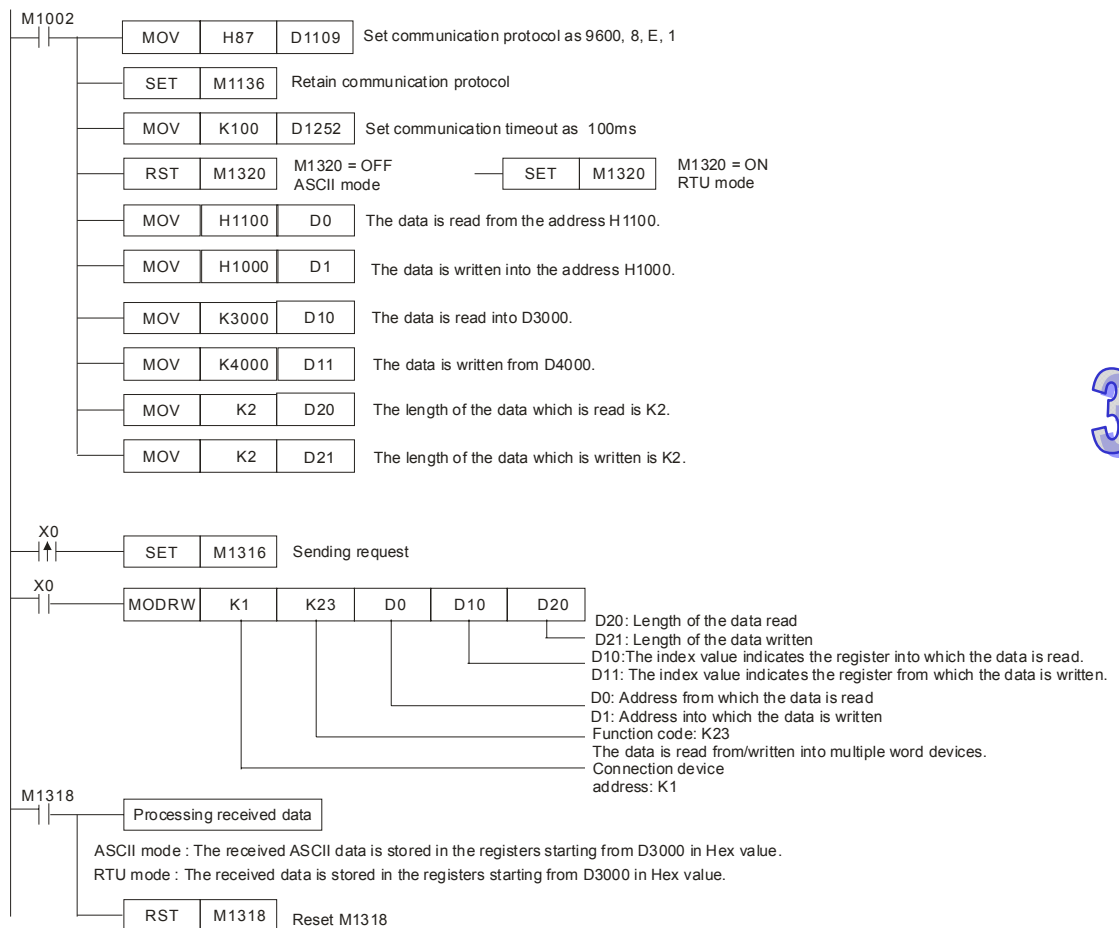 M1002
MOV H87 D1109 Set communication protocol as 9600, 8, E, 1
SET M1136 Retain communication protocol
MOV K100 D1252 Set communication timeout as 100ms
RST M1320 M1320 = OFF
ASCII mode
SET M1320 M1320 = ON
RTU mode
MOV H1100 D0 The data is read from the address H1100.
MOV H1000 D1 The data is written into the address H1000.
MOV K3000 D10 The data is read into D3000.
MOV K4000 D11 The data is written from D4000.
MOV K2 D20 The length of the data which is read is K2.
MOV K2 D21 The length of the data which is written is K2.
3
X0
SET M1316 Sending request
X0
MODRW K1 K23 D0 D10 D20
D20: Length of the data read
D21: Length of the data written
D10:The index value indicates the register into which the data is read.
D11: The index value indicates the register from which the data is written.
D0: Address from which the data is read
D1: Address into which the data is written
Function code: K23
The data is read from/written into multiple word devices.
Connection device
address: K1
M1318
Processing received data
ASCII mode : The received ASCII data is stored in the registers starting from D3000 in Hex value.
RTU mode : The received data is stored in the registers starting from D3000 in Hex value.
RST M1318 Reset M1318